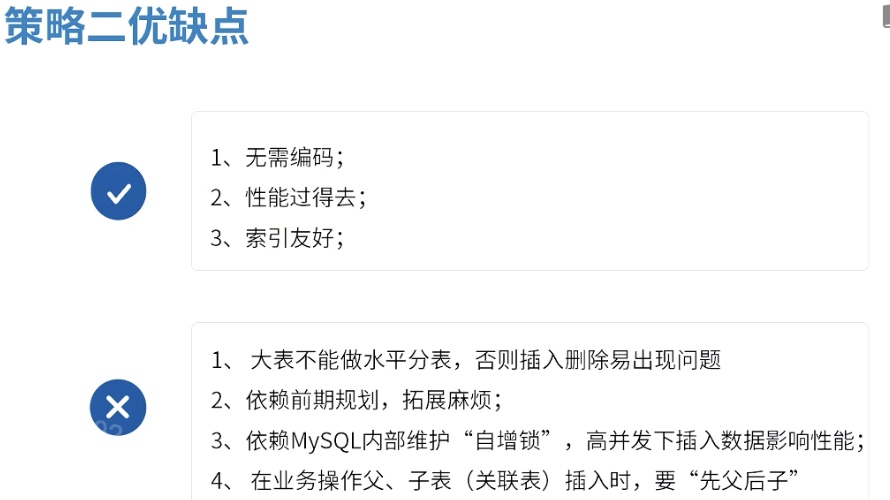 策略二优缺点
1、无需编码；
2、性能过得去；
3、索引友好；
1、 大表不能做水平分表，否则插入删除易出现问题
2、依赖前期规划，拓展麻烦；
3、依赖MySQL内部维护“自增锁”，高并发下插入数据影响性能；
4、 在业务操作父、子表（关联表）插入时，要“先父后子”